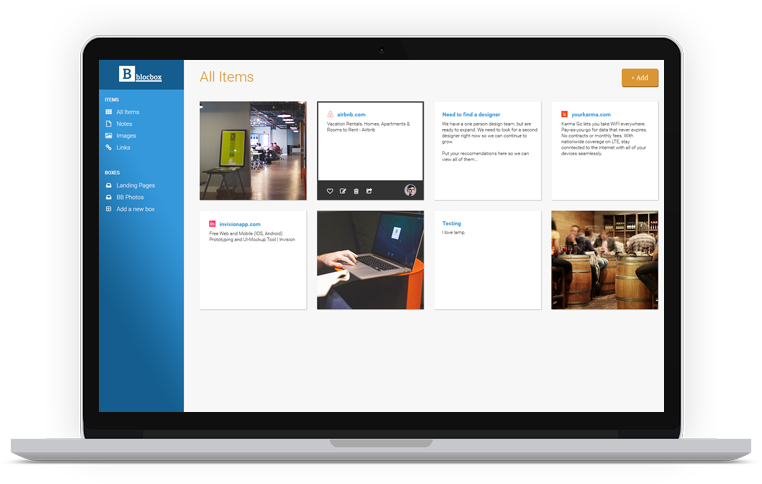 B blocbox
All Items
+ Add
ITEMS
All Items
Notes
Images
Links
BOXES
Landing Pages
BB Photos
Add a new box
airbnb.com
Vacation Rentals, Homes, Apartments &
Rooms to Rent - Airbnb
Need to find a designer
We have a one person design team, but are
ready to expand. We need to look for a second
designer right now so we can continue to
grow.
Put your reccomendations here so we can
view all of them...
yourkarma.com
Karma Go lets you take WiFi everywhere.
Pay-as-you-go for data that never expires.
No contracts or monthly fees. With
nationwide coverage on LTE, stay
conntected to the internet with all of your
devices seamlessly.
in
invisionapp.com
Free Web and Mobile (iOS, Android)
Prototyping and UI-Mockup Tool | Invision
Testing
I love lamp.